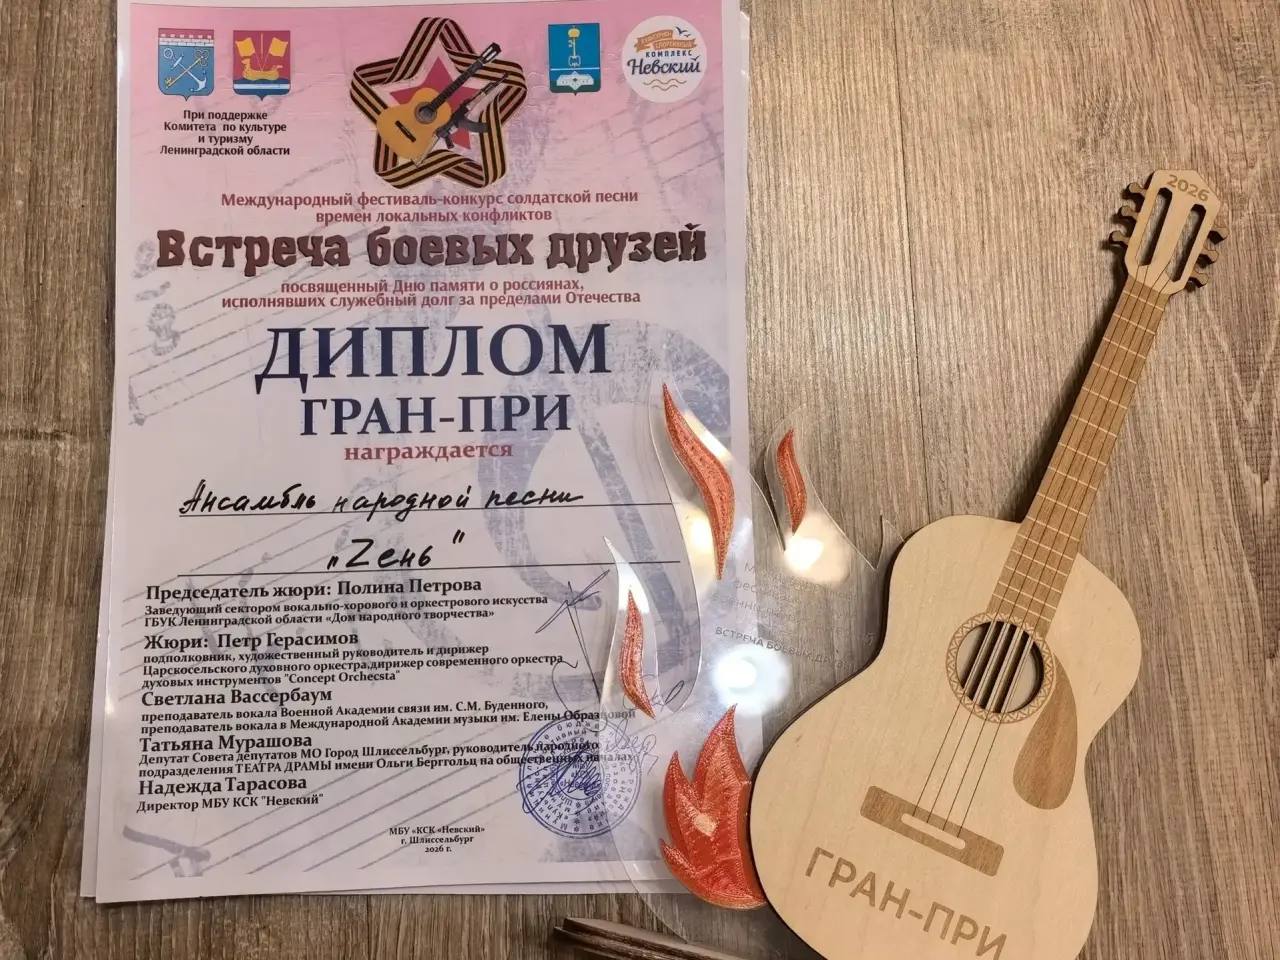 КУЛЬТУРНО-
СПОРТИВНЫЙ
КОМПЛЕКС
Невский
При поддержке
Комитета по культуре
и туризму
Ленинградской области
Международный фестиваль-конкурс солдатской песни
времен локальных конфликтов
Встреча боевых друзей
посвященный Дню памяти о россиянах,
исполнявших служебный долг за пределами Отечества
ДИПЛОМ
ГРАН-ПРИ
награждается
Ансамбль народной песни
„Zень"
Председатель жюри: Полина Петрова
Заведующий сектором вокально-хорового и оркестрового искусства
ГБУК Ленинградской области «Дом народного творчества»
Жюри: Петр Герасимов
подполковник, художественный руководитель и дирижер
Царскосельского духовного оркестра,дирижер современного оркестра
духовых инструментов "Concept Orchecsta"
Светлана Вассербаум
преподаватель вокала Военной Академии связи им. С.М. Буденного,
преподаватель вокала в Международной Академии музыки им. Елены Образцовой
Татьяна Мурашова
Депутат Совета депутатов МО Город Шлиссельбург, руководитель народного
подразделения ТЕАТРА ДРАМЫ имени Ольги Берггольц на общественных началах
Надежда Тарасова
Директор МБУ КСК "Невский"
МБУ «КСК «Невский»
г. Шлиссельбург
2026 г.
ВСТРЕЧА БОЕВЫХ
2026
ГРАН-ПРИ